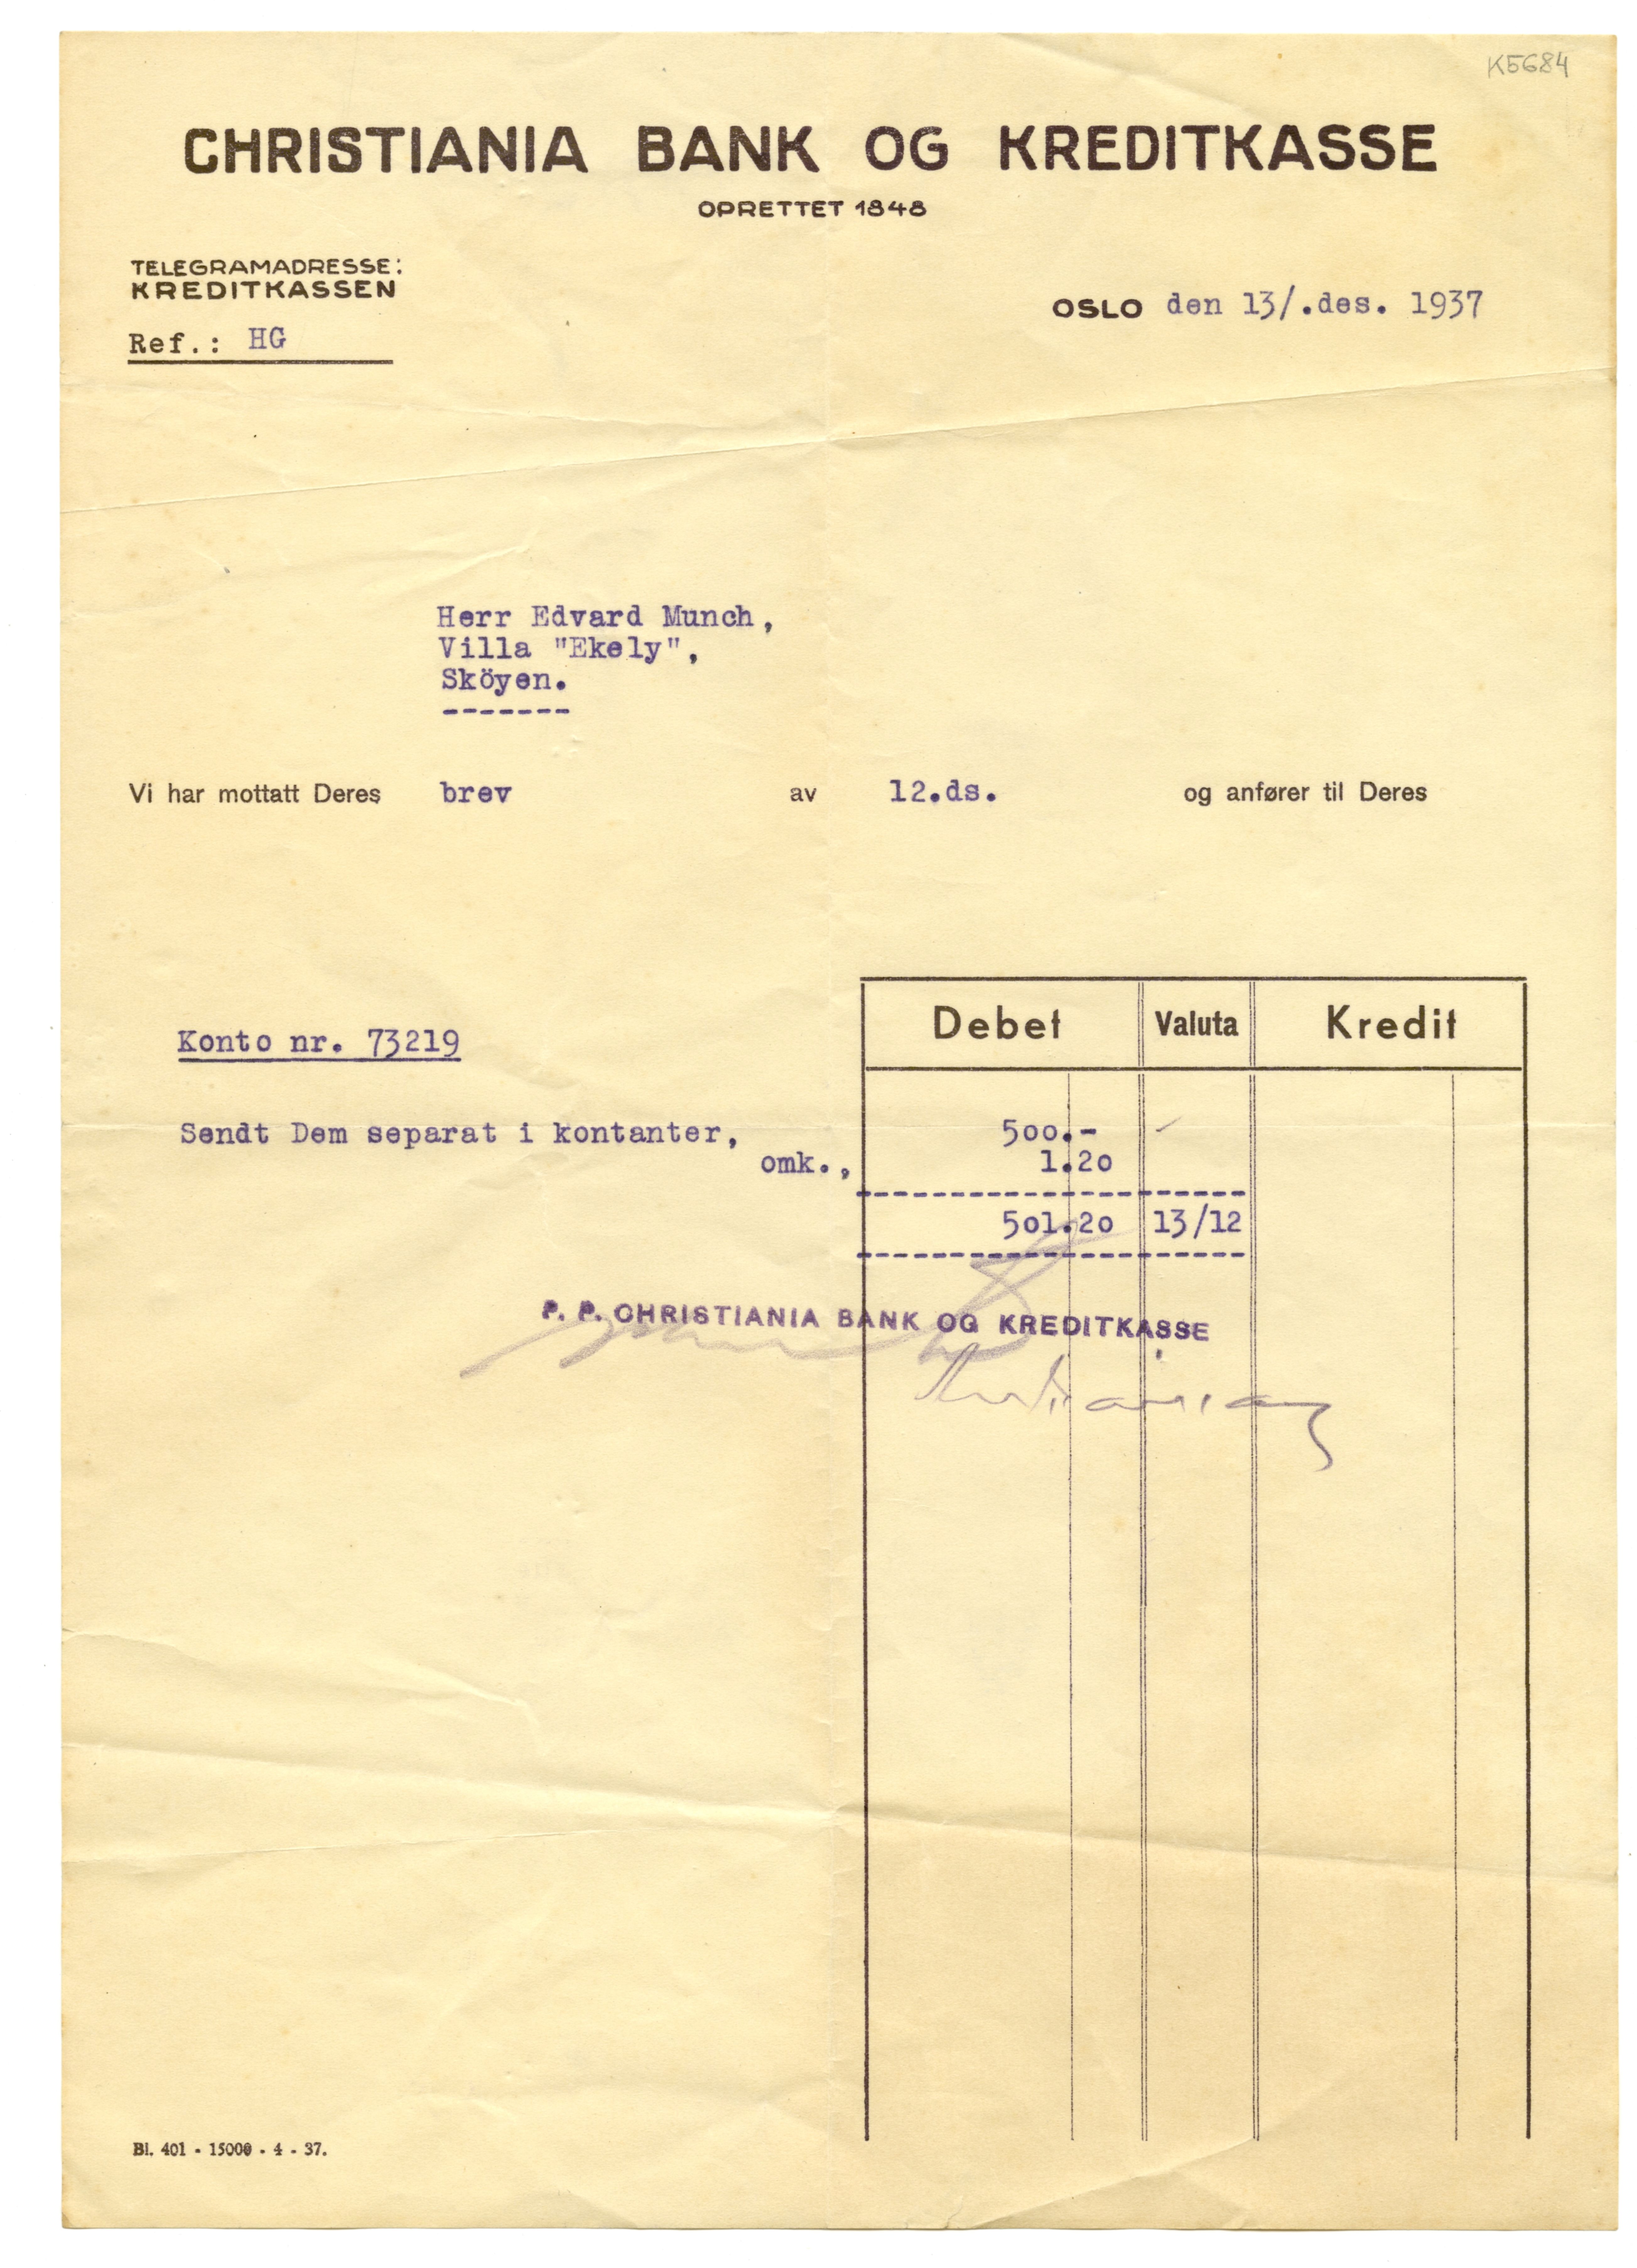 K5684
CHRISTIANIA BANK OG KREDITKASSE
OPRETTET 1848
TELEGRAMADRESSE:
KREDITKASSEN
OSLO den 13/.des. 1937
Ref.: HG
Herr Edvard Munch,
Villa "Ekely",
Sköyen.
-------
Vi har mottatt Deres brev av 12.ds. og anfører til Deres
Debet Valuta Kredit
Konto nr. 73219
Sendt Dem separat i kontanter, 500.-
omk., 1.20
501.20 13/12
P. P. CHRISTIANIA BANK OG KREDITKASSE
Bl. 401 - 15000 - 4 - 37.